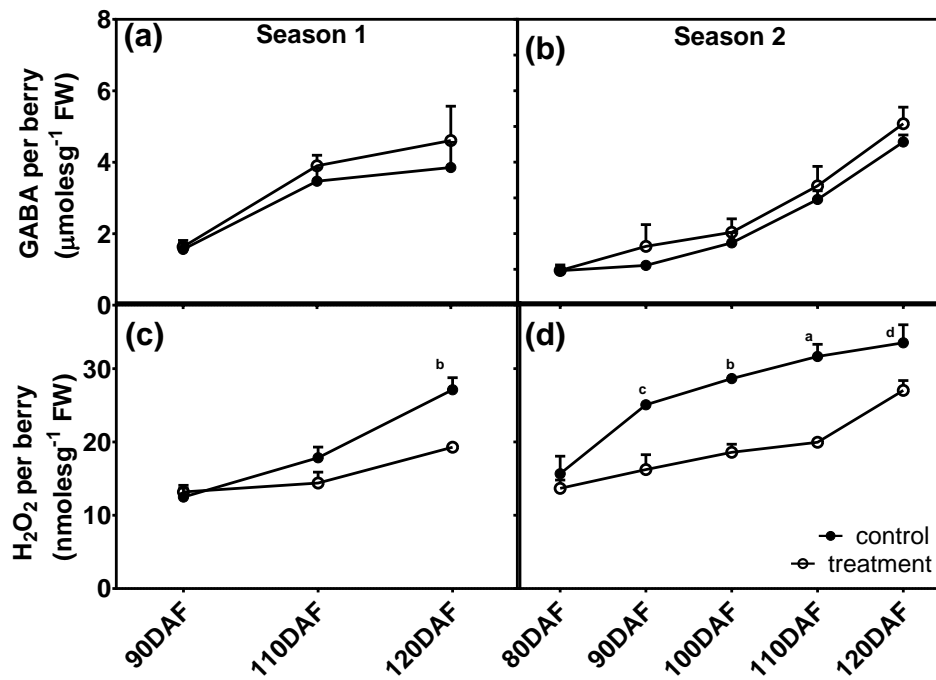 (a)
Season 1
(b)
Season 2
GABA per berry
(μmolesg⁻¹ FW)
8
6
4
2
0
(c)
b
(d)
c
b
a
d
H₂O₂ per berry
(nmolesg⁻¹ FW)
30
20
10
0
control
treatment
90DAF
110DAF
120DAF
80DAF
90DAF
100DAF
110DAF
120DAF